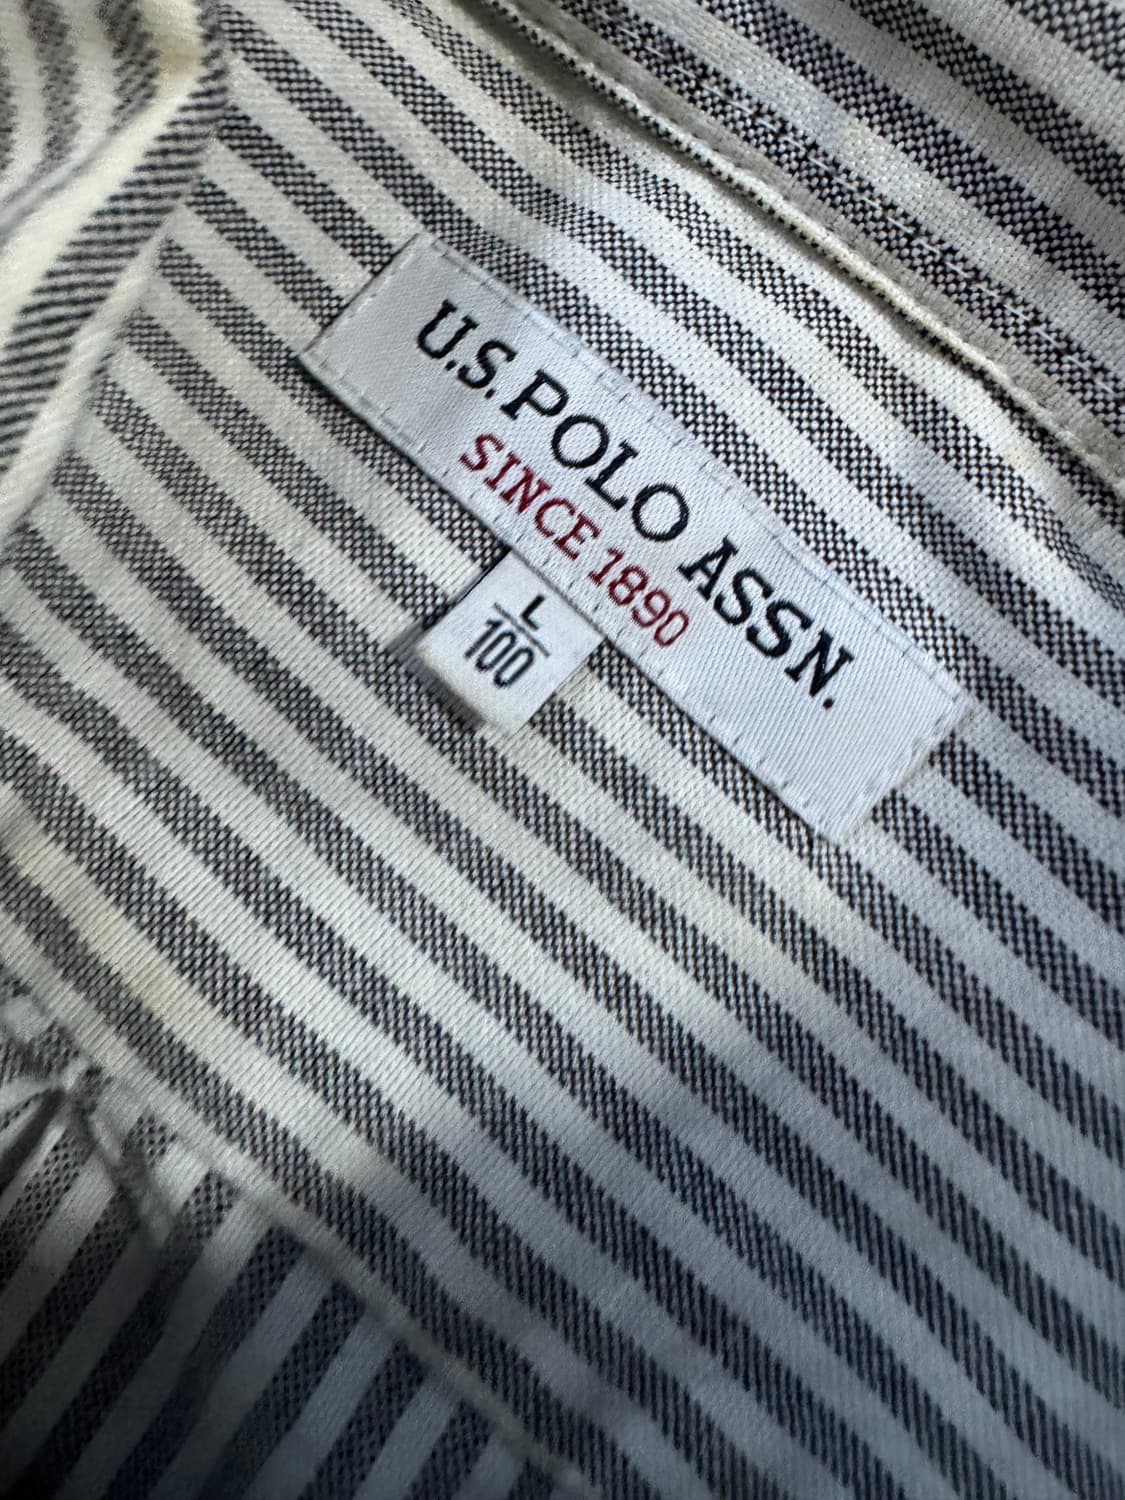 U.S. POLO ASSN.
SINCE 1890
L
100